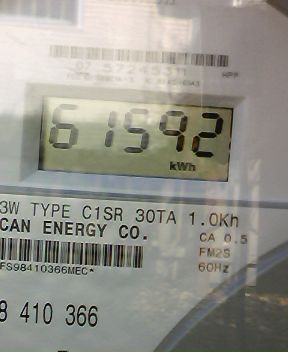 61592
kWh
3W TYPE C1SR 30TA 1.0Kh
CAN ENERGY CO.
CA 0.5
FM2S
60Hz
FS98410366MEC*
8 410 366